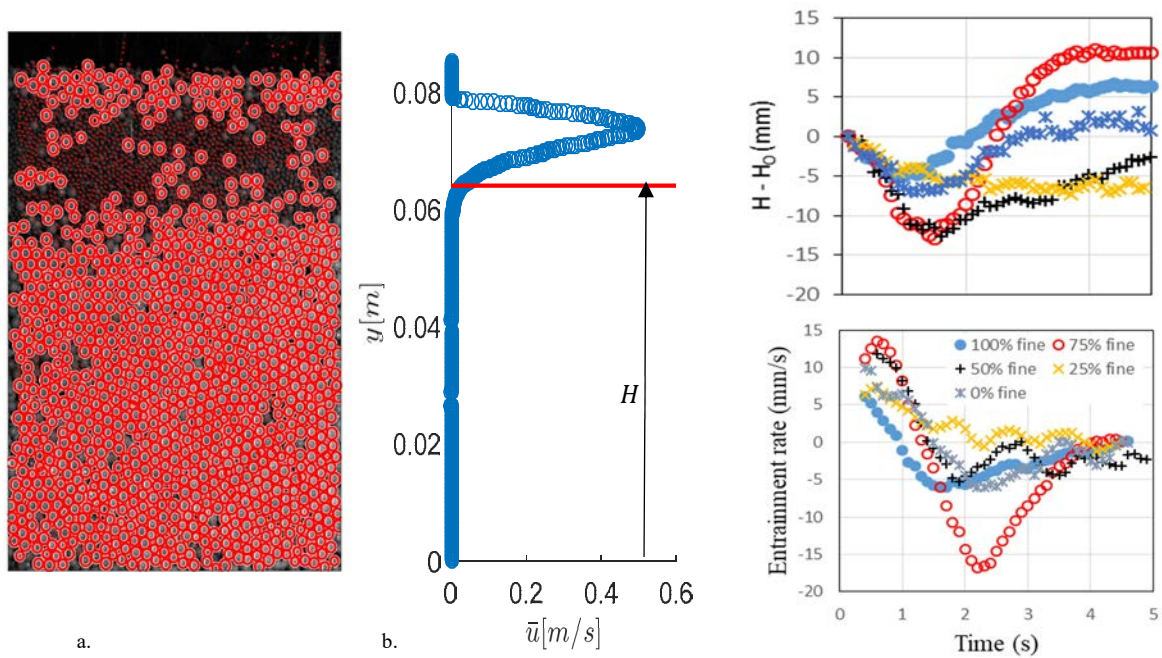 0.08
0.06
0.04
0.02
0
y[m]
H
0 0.2 0.4 0.6
ū[m/s]
a.
b.
15
10
5
0
-5
-10
-15
-20
H - H₀ (mm)
15
10
5
0
-5
-10
-15
-20
Entrainment rate (mm/s)
100% fine 75% fine
50% fine 25% fine
0% fine
0 1 2 3 4 5
Time (s)